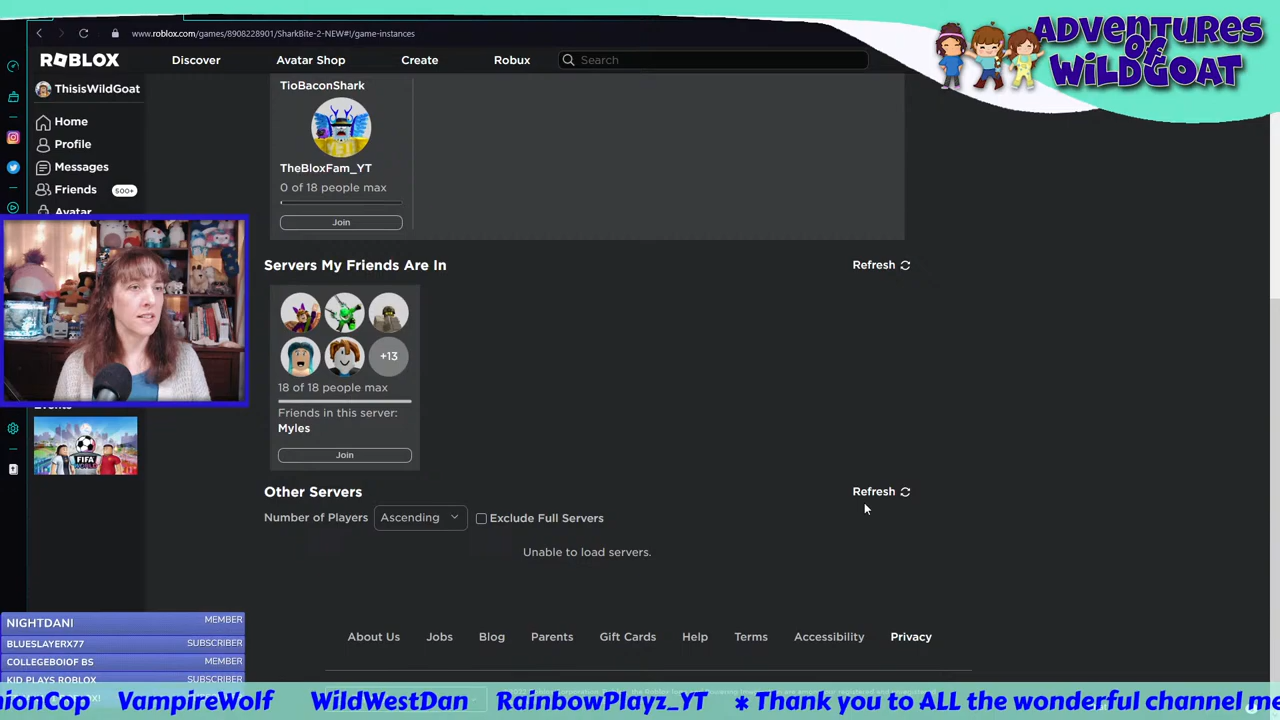 www.roblox.com/games/8908228901/SharkBite-2-NEW#!/game-instances
ADVENTURES
OF
WILDGOAT
ROBLOX
Discover
Avatar Shop
Create
Robux
Search
ThisisWildGoat
Home
Profile
Messages
Friends
500+
Avatar
TioBaconShark
TheBloxFam_YT
0 of 18 people max
Join
Servers My Friends Are In
Refresh
+13
18 of 18 people max
Friends in this server:
Myles
Join
Events
FIFA
WORLD
Other Servers
Refresh
Number of Players
Ascending
Exclude Full Servers
Unable to load servers.
About Us
Jobs
Blog
Parents
Gift Cards
Help
Terms
Accessibility
Privacy
NIGHTDANI MEMBER
BLUESLAYERX77 SUBSCRIBER
COLLEGEBOIOF BS MEMBER
KID PLAYS ROBLOX SUBSCRIBER
ionCop VampireWolf WildWestDan RainbowPlayz_YT * Thank you to ALL the wonderful channel me